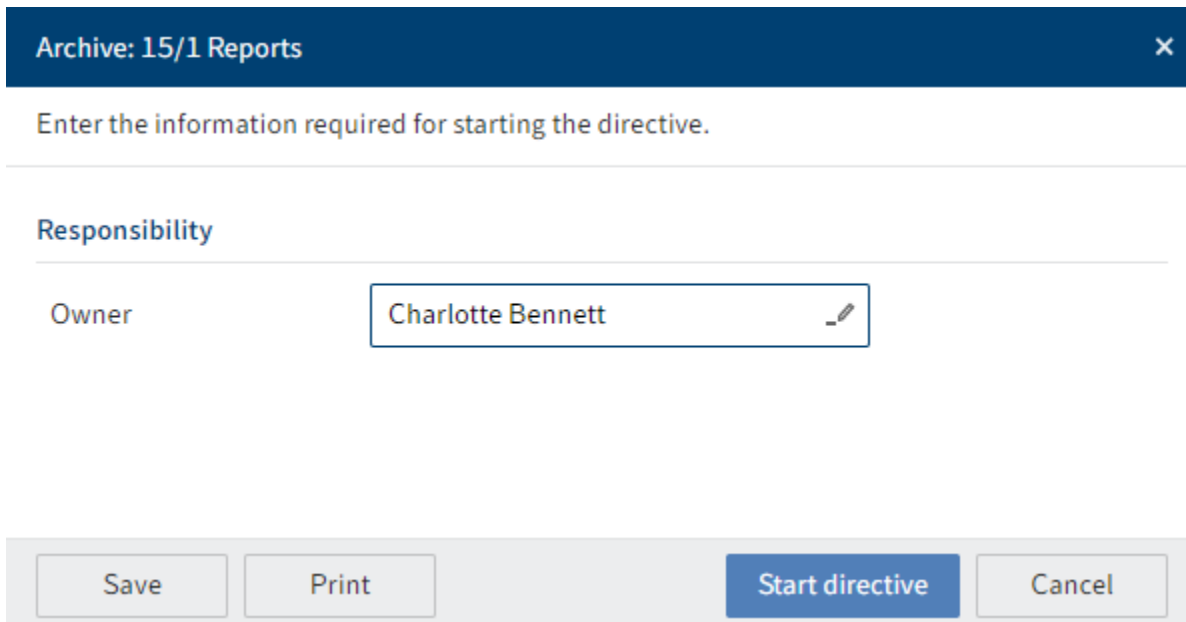 Archive: 15/1 Reports
Enter the information required for starting the directive.
Responsibility
Owner Charlotte Bennett
Save Print Start directive Cancel